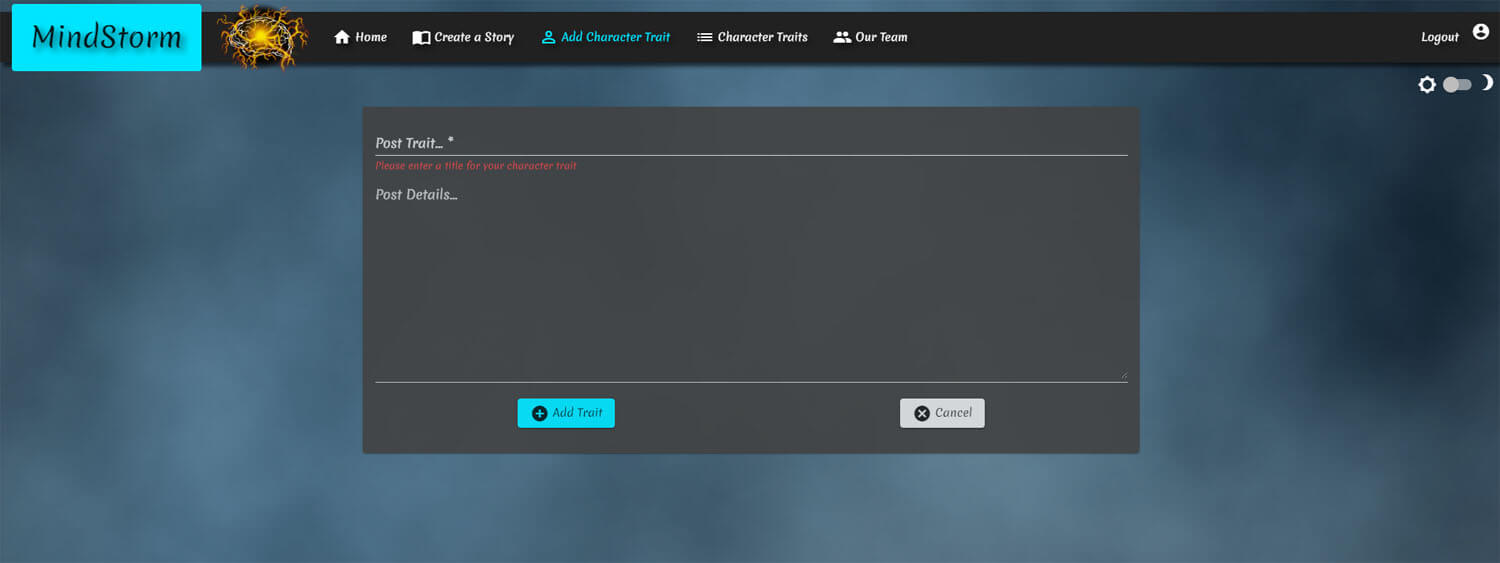 MindStorm
Home Create a Story Add Character Trait Character Traits Our Team Logout
Post Trait... *
Please enter a title for your character trait
Post Details...
Add Trait Cancel